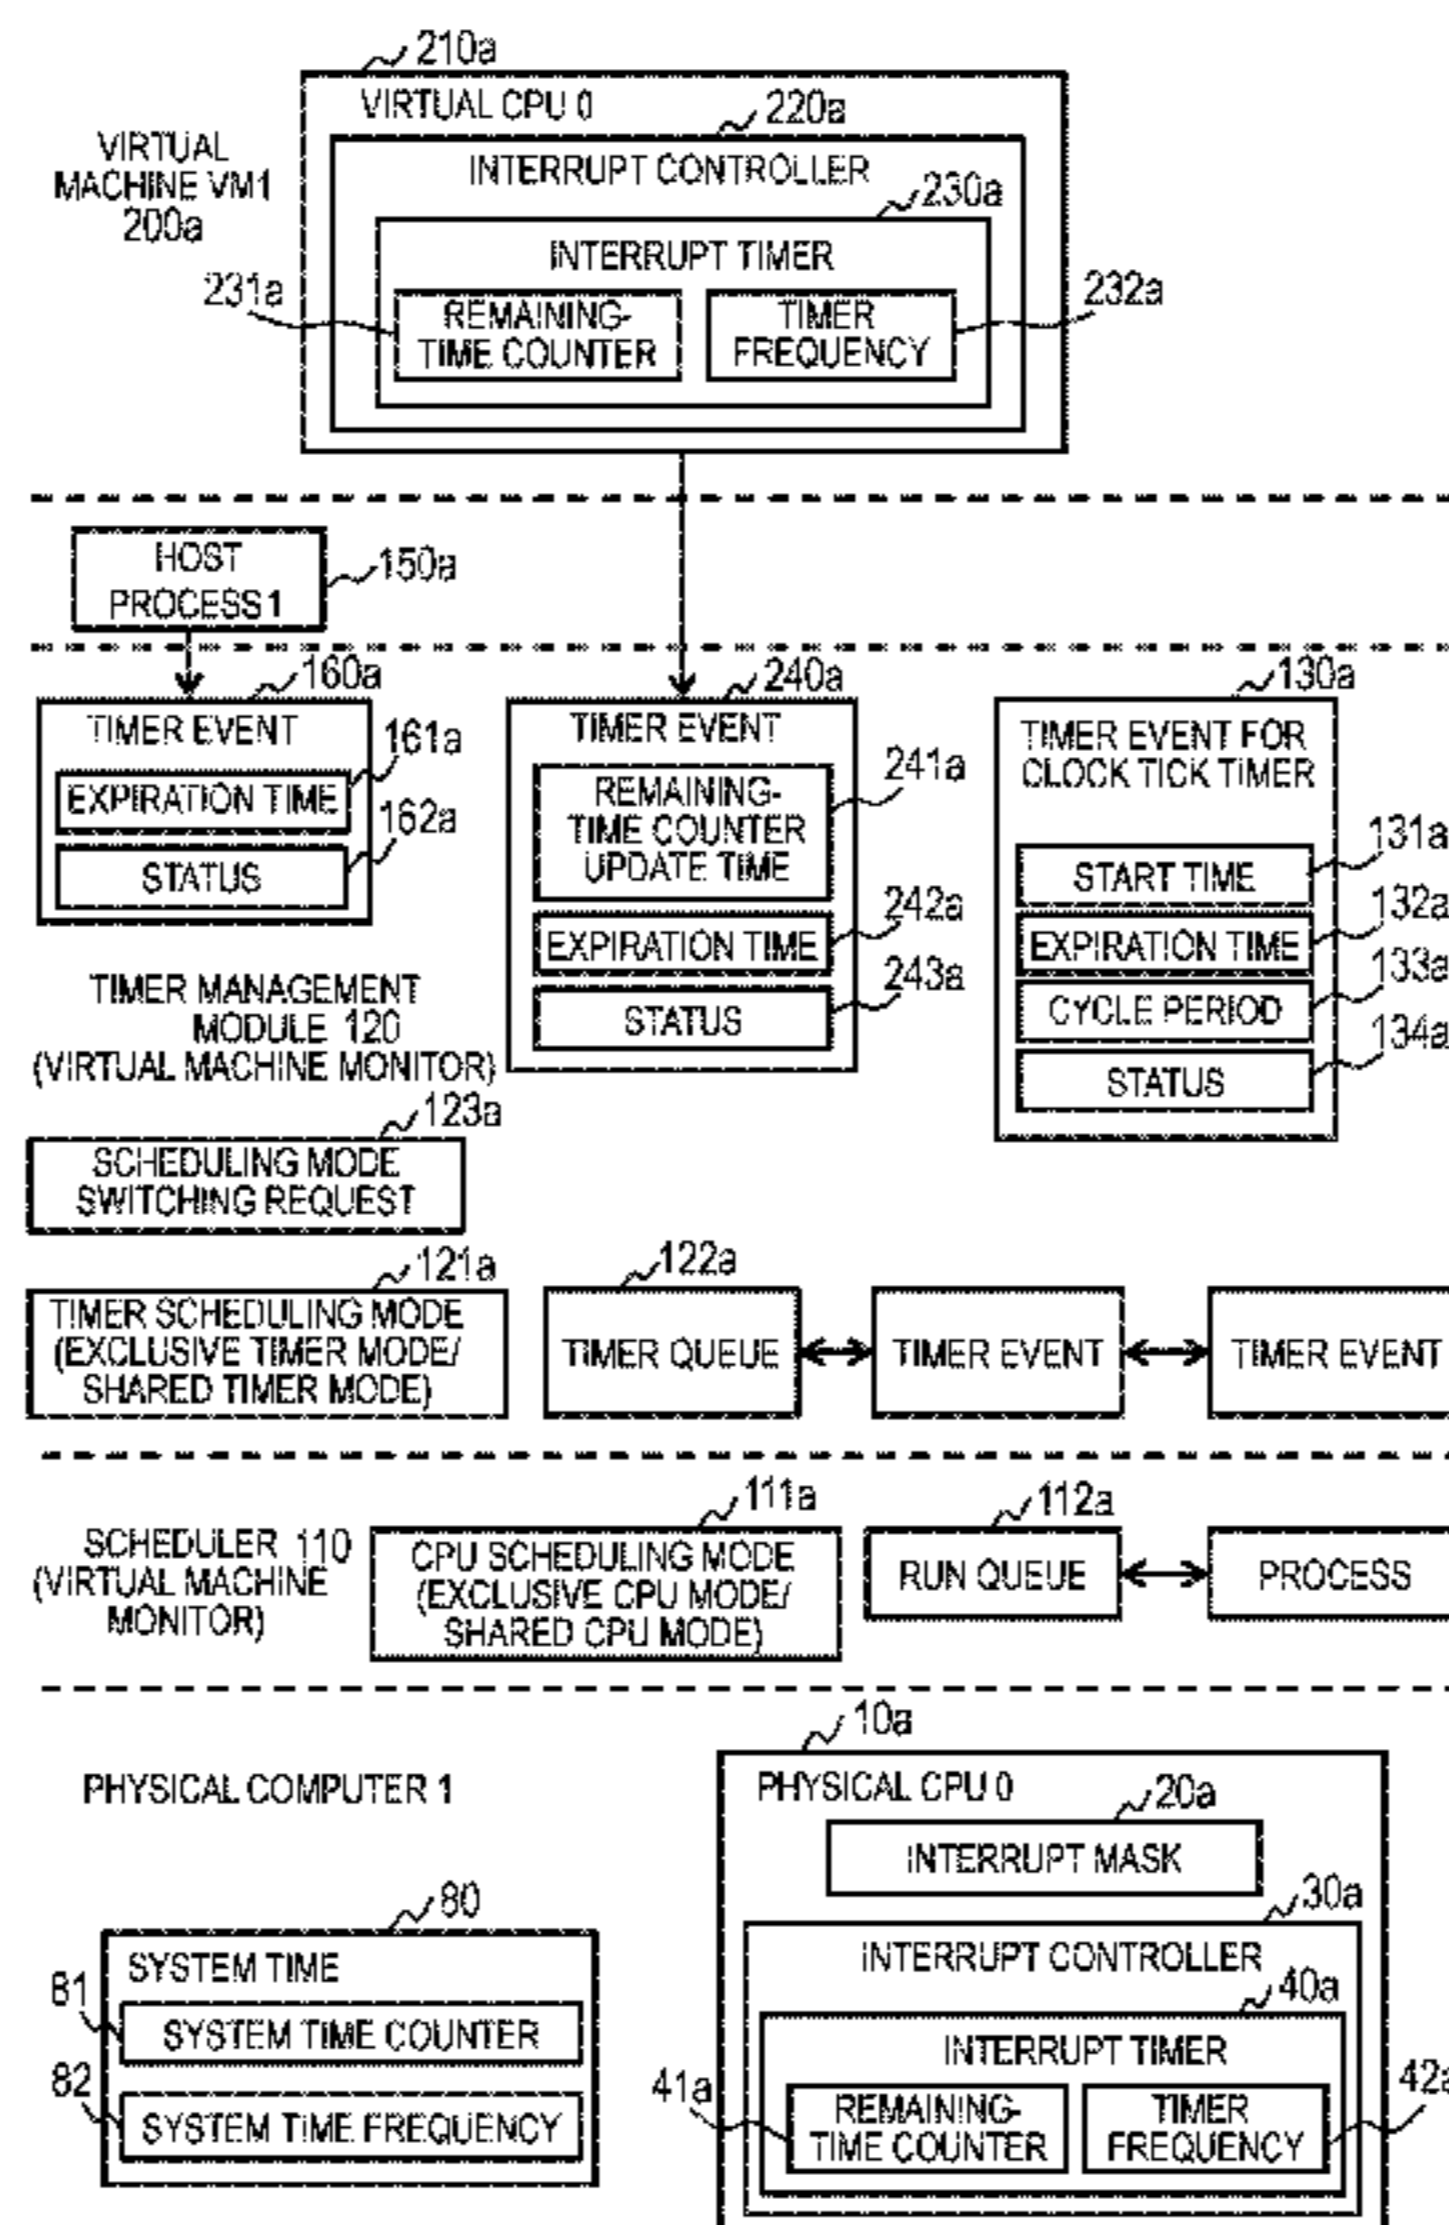 210a
VIRTUAL CPU 0
220a
VIRTUAL
MACHINE VM1
200a
INTERRUPT CONTROLLER
230a
INTERRUPT TIMER
231a
232a
REMAINING-
TIME COUNTER
TIMER
FREQUENCY
HOST
PROCESS1
150a
160a
240a
130a
TIMER EVENT
161a
EXPIRATION TIME
162a
STATUS
TIMER EVENT
241a
REMAINING-
TIME COUNTER
UPDATE TIME
242a
EXPIRATION TIME
243a
STATUS
TIMER EVENT FOR
CLOCK TICK TIMER
131a
START TIME
132a
EXPIRATION TIME
133a
CYCLE PERIOD
134a
STATUS
TIMER MANAGEMENT
MODULE 120
(VIRTUAL MACHINE MONITOR)
123a
SCHEDULING MODE
SWITCHING REQUEST
121a
122a
TIMER SCHEDULING MODE
(EXCLUSIVE TIMER MODE/
SHARED TIMER MODE)
TIMER QUEUE
TIMER EVENT
TIMER EVENT
111a
112a
SCHEDULER 110
(VIRTUAL MACHINE
MONITOR)
CPU SCHEDULING MODE
(EXCLUSIVE CPU MODE/
SHARED CPU MODE)
RUN QUEUE
PROCESS
10a
PHYSICAL COMPUTER 1
PHYSICAL CPU 0
20a
INTERRUPT MASK
80
30a
SYSTEM TIME
81
SYSTEM TIME COUNTER
82
SYSTEM TIME FREQUENCY
INTERRUPT CONTROLLER
40a
INTERRUPT TIMER
41a
42a
REMAINING-
TIME COUNTER
TIMER
FREQUENCY